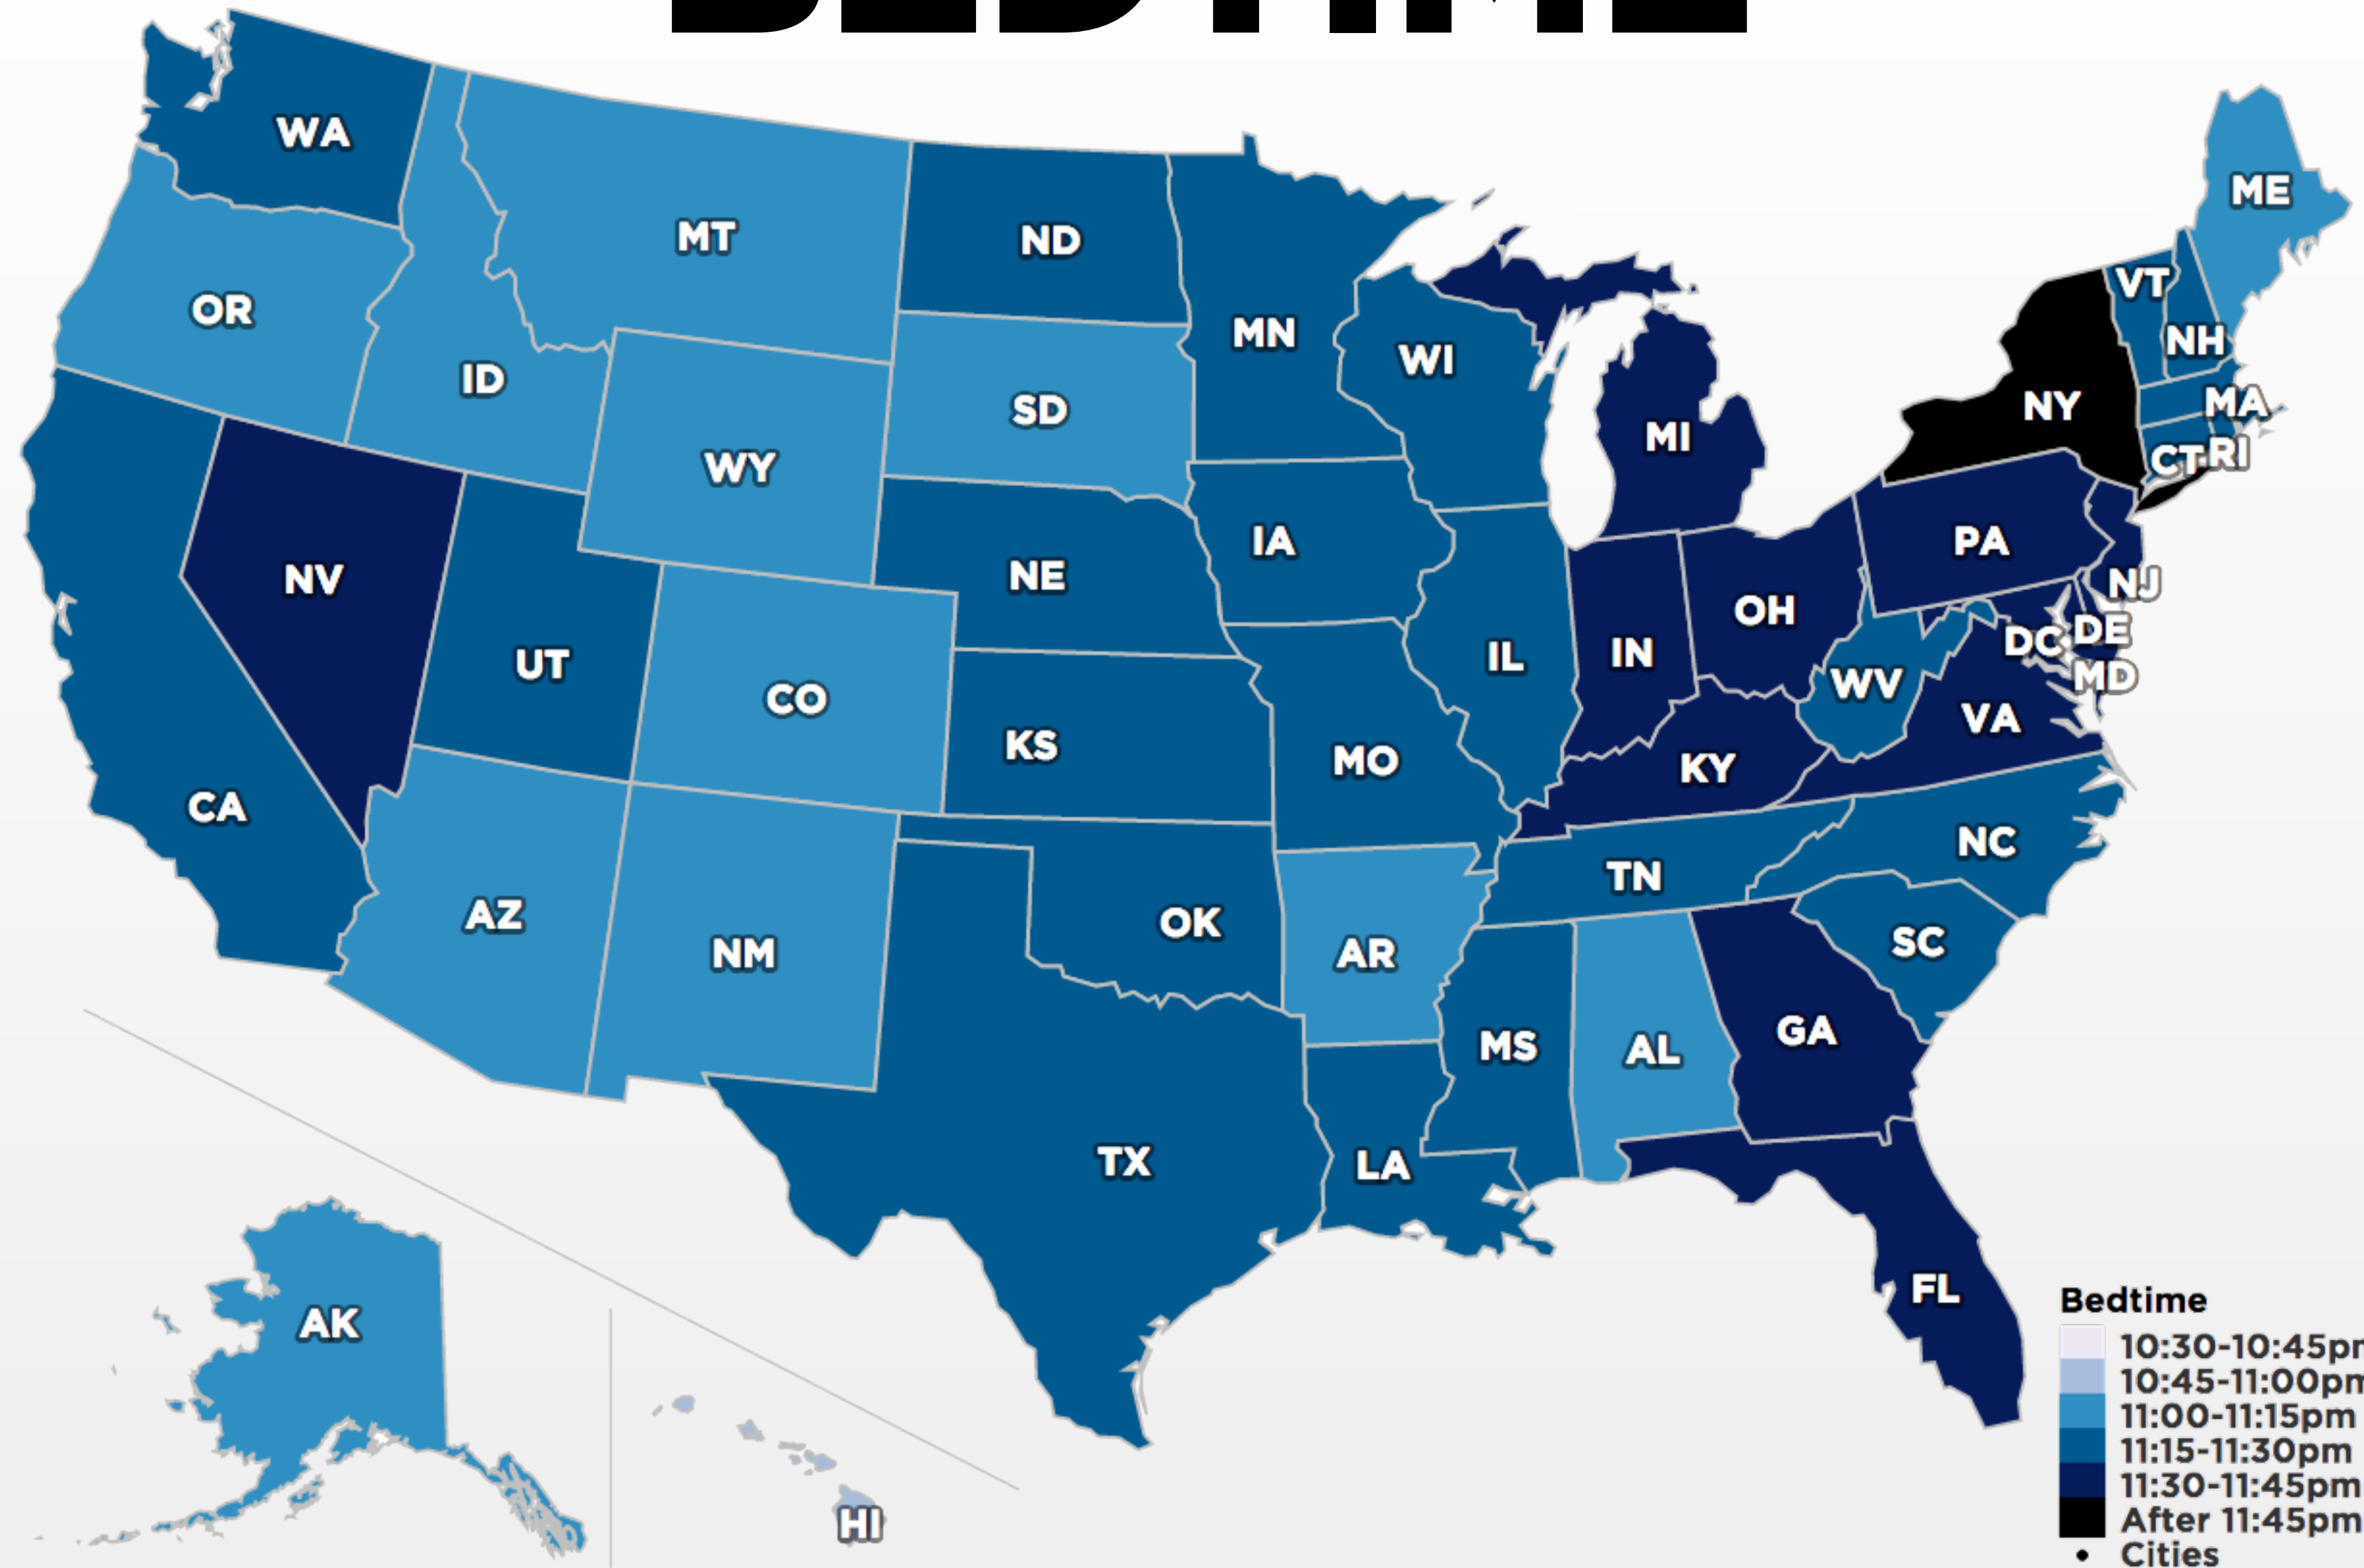 BEDTIME
WA
MT
ND
ME
OR
ID
MN
WI
VT
NH
SD
WY
MI
NY
MA
CT
RI
NV
UT
NE
IA
PA
NJ
CO
IL
IN
OH
DC
DE
MD
WV
VA
KS
MO
KY
CA
AZ
NM
OK
AR
TN
NC
SC
MS
AL
GA
TX
LA
FL
AK
HI
Bedtime
10:30-10:45pm
10:45-11:00pm
11:00-11:15pm
11:15-11:30pm
11:30-11:45pm
After 11:45pm
Cities